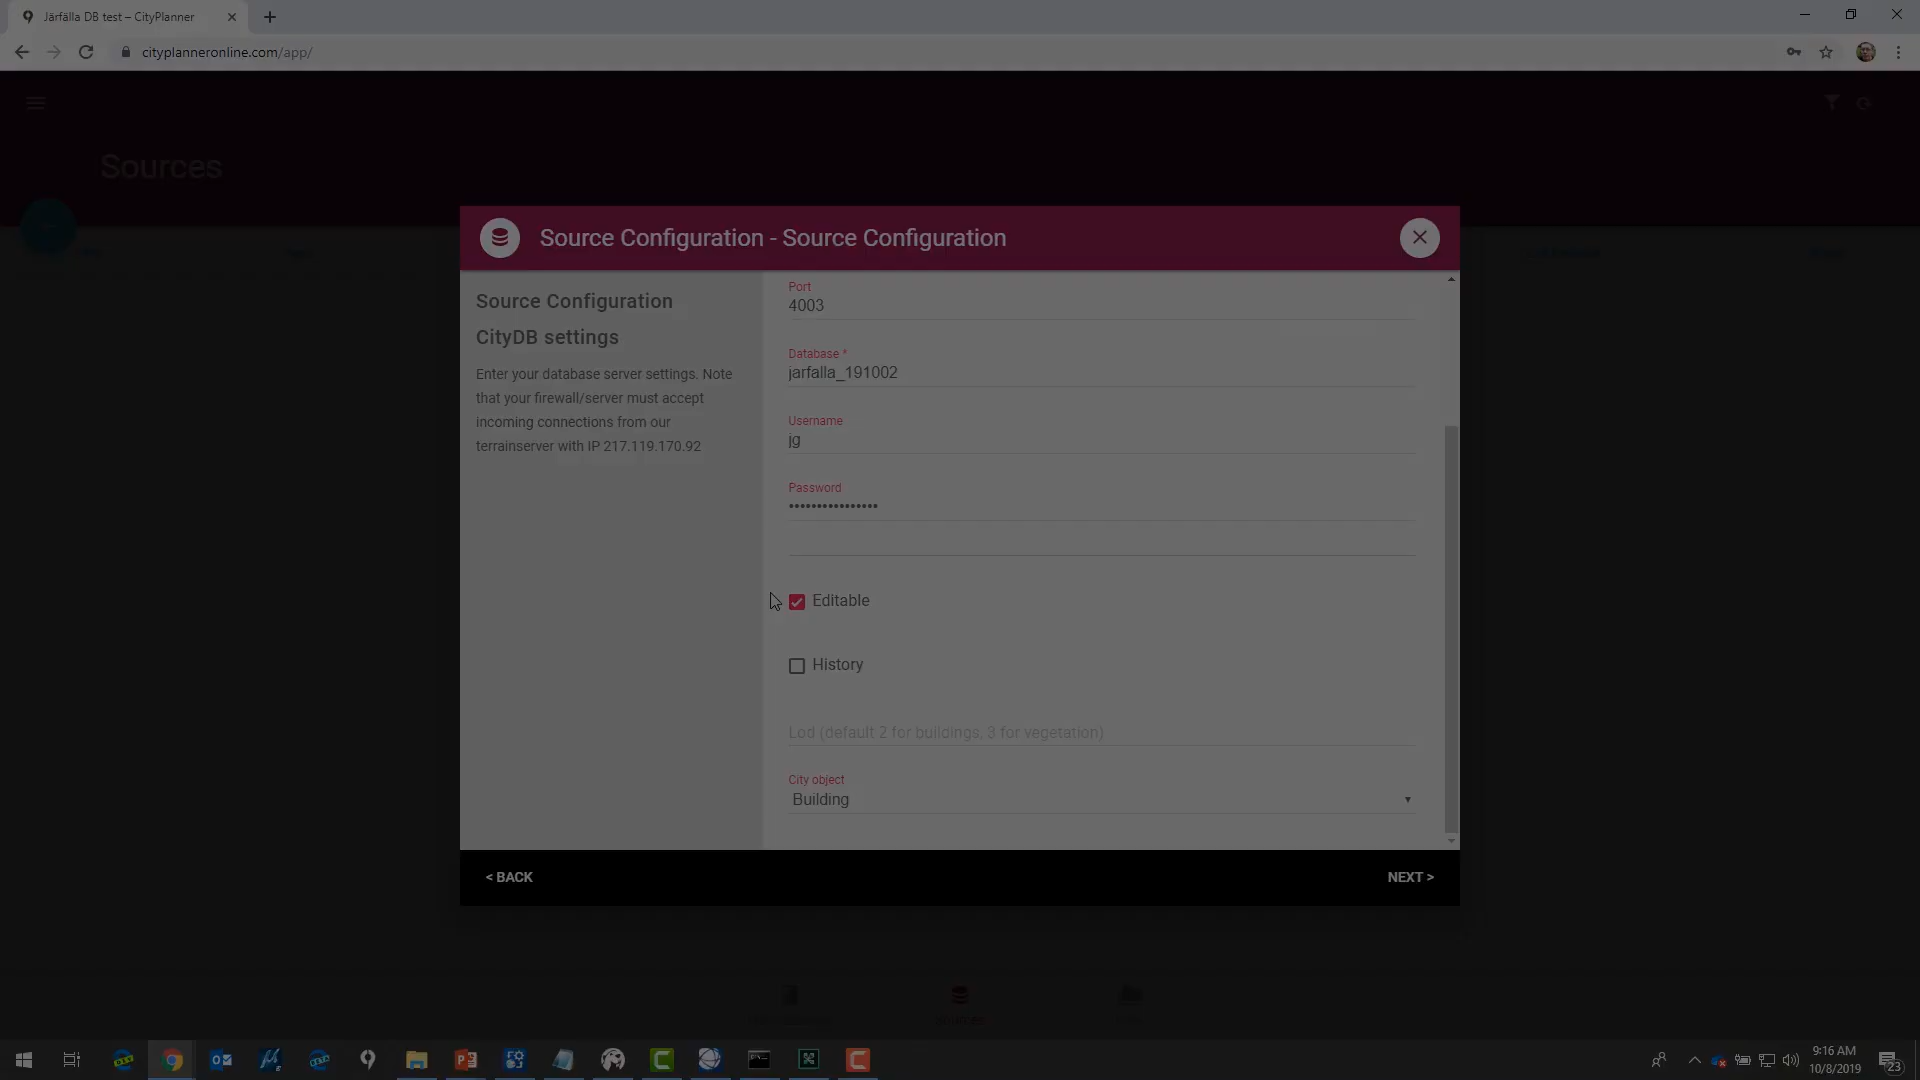 Järfälla DB test – CityPlanner
cityplanneronline.com/app/
Sources
Source Configuration - Source Configuration
Source Configuration
CityDB settings
Enter your database server settings. Note
that your firewall/server must accept
incoming connections from our
terrainserver with IP 217.119.170.92
Port
4003
Database *
jarfalla_191002
Username
jg
Password
••••••••••••••••
Editable
History
Lod (default 2 for buildings, 3 for vegetation)
City object
Building
< BACK
NEXT >
Sources
9:16 AM
10/8/2019
23